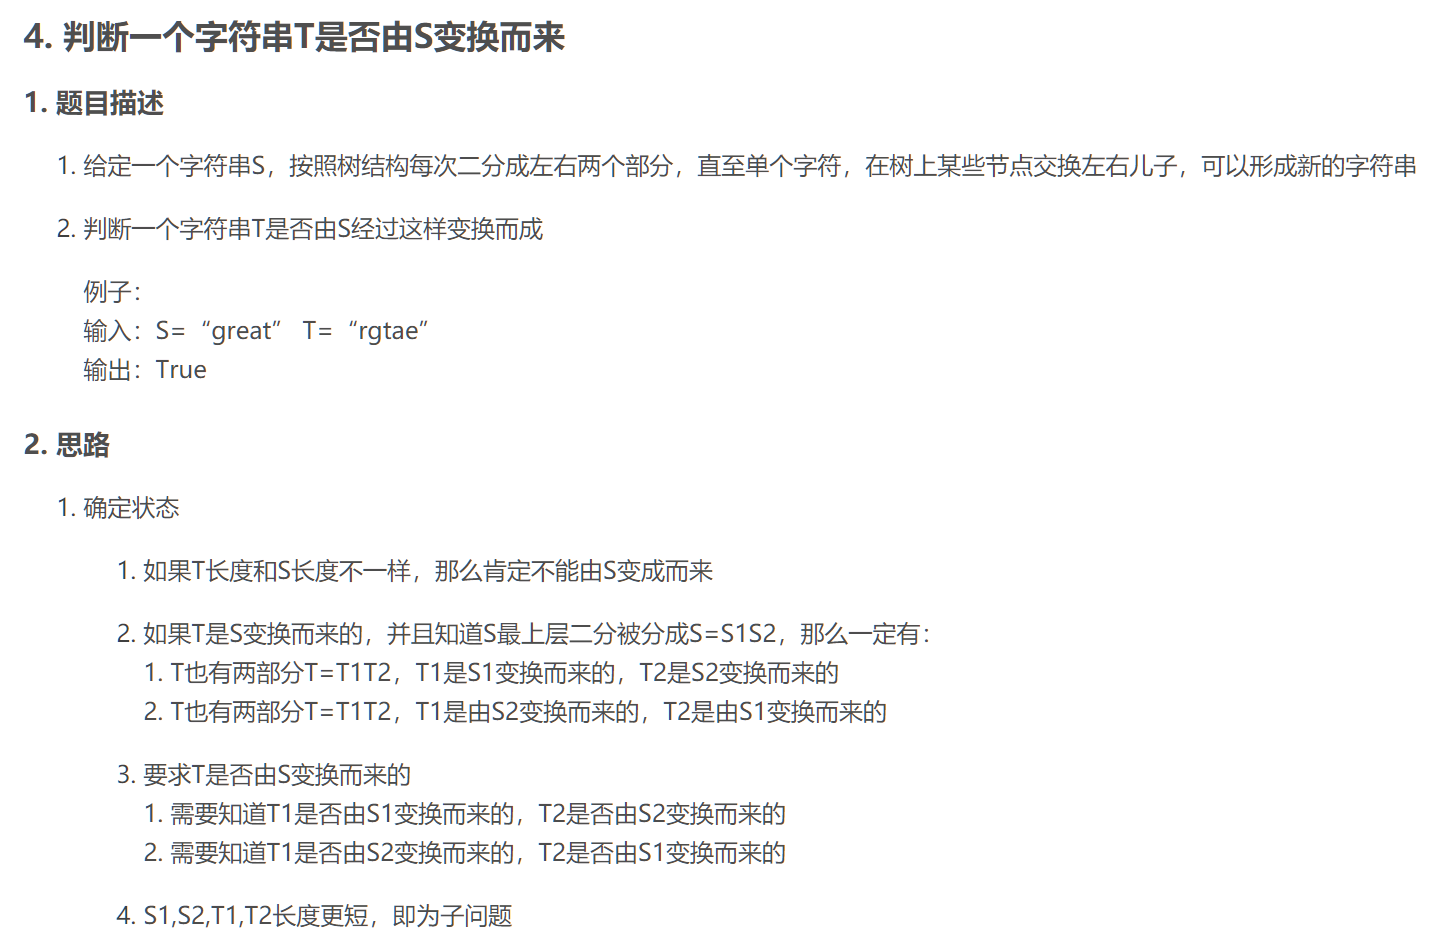 4. 判断一个字符串T是否由S变换而来
1. 题目描述
1. 给定一个字符串S，按照树结构每次二分成左右两个部分，直至单个字符，在树上某些节点交换左右儿子，可以形成新的字符串
2. 判断一个字符串T是否由S经过这样变换而成
例子：
输入：S=“great” T=“rgtae”
输出：True
2. 思路
1. 确定状态
1. 如果T长度和S长度不一样，那么肯定不能由S变成而来
2. 如果T是S变换而来的，并且知道S最上层二分被分成S=S1S2，那么一定有：
1. T也有两部分T=T1T2，T1是S1变换而来的，T2是S2变换而来的
2. T也有两部分T=T1T2，T1是由S2变换而来的，T2是由S1变换而来的
3. 要求T是否由S变换而来的
1. 需要知道T1是否由S1变换而来的，T2是否由S2变换而来的
2. 需要知道T1是否由S2变换而来的，T2是否由S1变换而来的
4. S1,S2,T1,T2长度更短，即为子问题